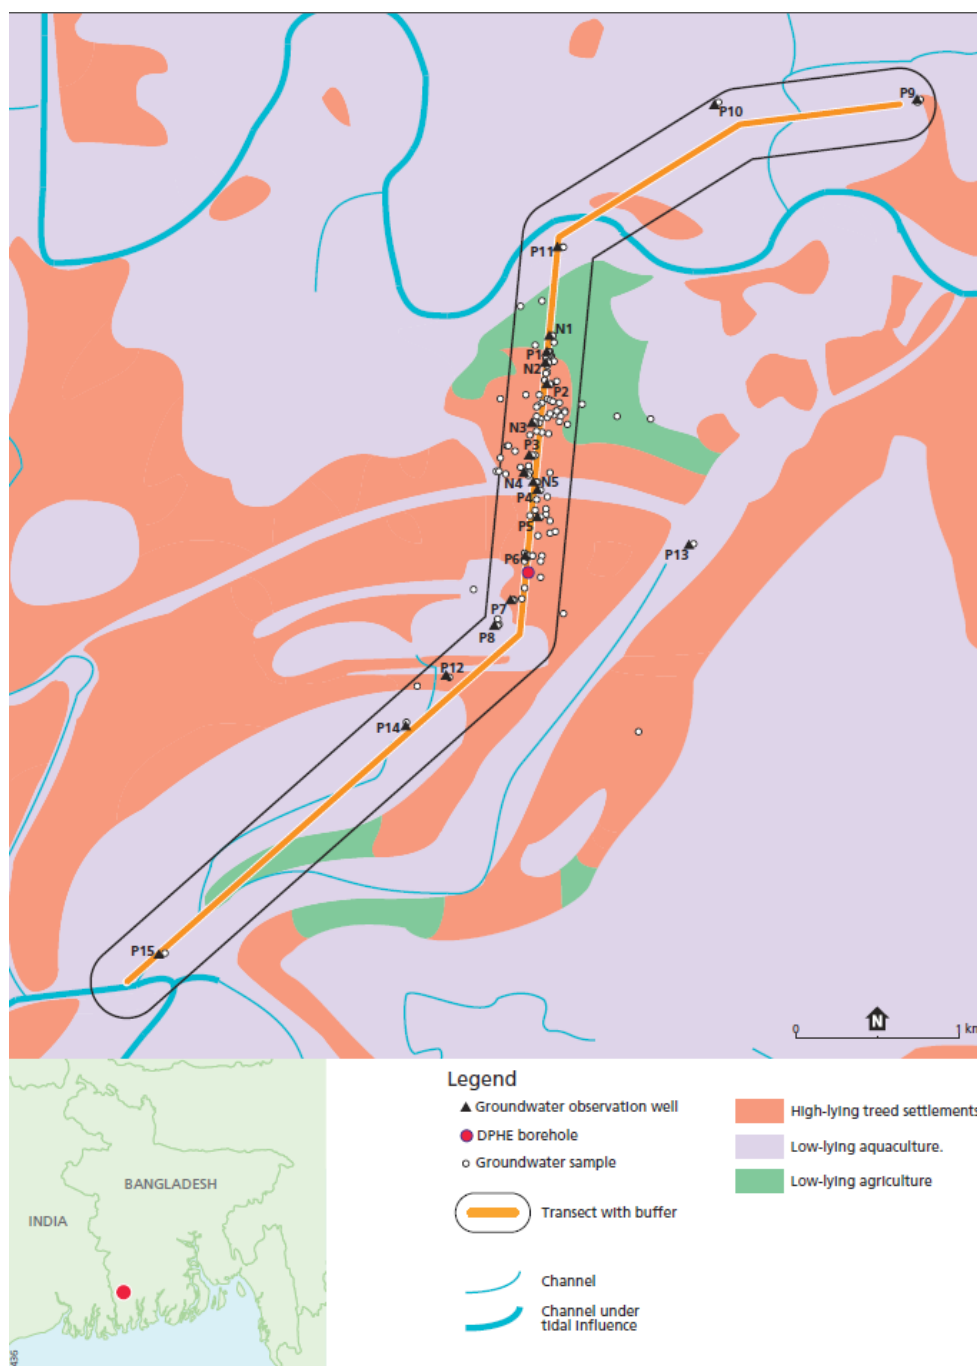 P9
P10
P11
N1
P1
N2
P2
N3
P3
N4
N5
P4
P5
P6
P13
P7
P8
P12
P14
P15
N
0
1 km
Legend
Groundwater observation well
DPHE borehole
Groundwater sample
Transect with buffer
Channel
Channel under
tidal influence
High-lying treed settlements
Low-lying aquaculture.
Low-lying agriculture
BANGLADESH
INDIA
436